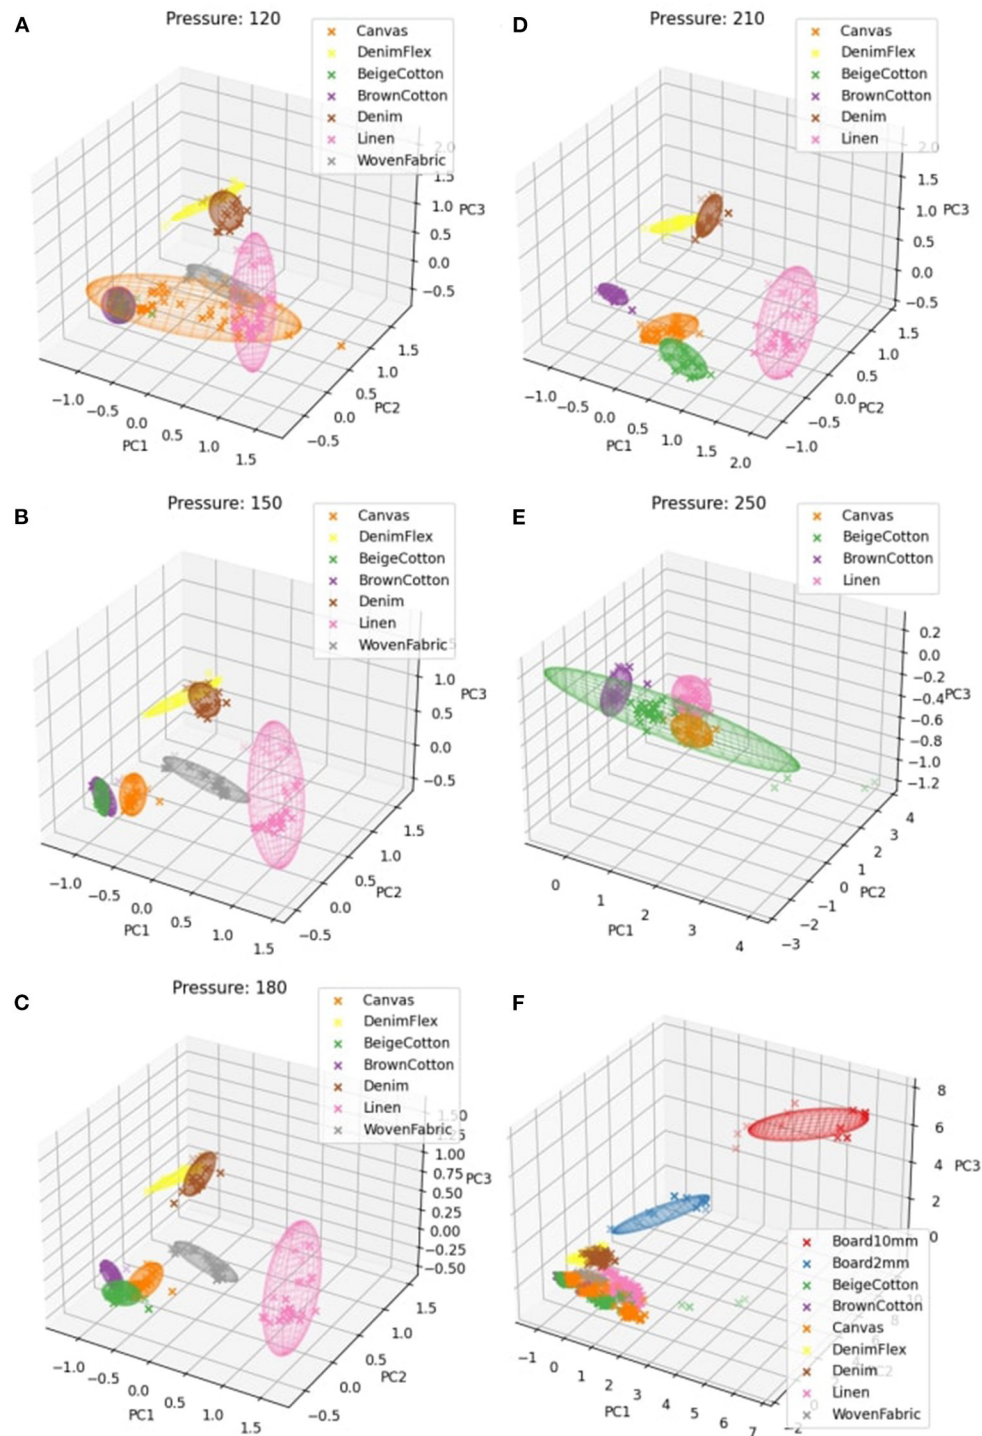 A
Pressure: 120
Canvas
DenimFlex
BeigeCotton
BrownCotton
Denim
Linen
WovenFabric
2.0
1.5
1.0
0.5
0.0
−0.5
PC3
−1.0
−0.5
0.0
0.5
1.0
1.5
PC1
−0.5
0.0
0.5
1.0
1.5
PC2
D
Pressure: 210
Canvas
DenimFlex
BeigeCotton
BrownCotton
Denim
Linen
2.0
1.5
1.0
0.5
0.0
−0.5
PC3
−1.0
−0.5
0.0
0.5
1.0
1.5
2.0
PC1
−1.0
−0.5
0.0
0.5
1.0
1.5
PC2
B
Pressure: 150
Canvas
DenimFlex
BeigeCotton
BrownCotton
Denim
Linen
WovenFabric
1.0
0.5
0.0
−0.5
PC3
−1.0
−0.5
0.0
0.5
1.0
1.5
PC1
−0.5
0.0
0.5
1.0
1.5
PC2
E
Pressure: 250
Canvas
BeigeCotton
BrownCotton
Linen
0.2
0.0
−0.2
−0.4
−0.6
−0.8
−1.0
−1.2
PC3
0
1
2
3
4
PC1
−3
−2
−1
0
1
2
3
4
PC2
C
Pressure: 180
Canvas
DenimFlex
BeigeCotton
BrownCotton
Denim
Linen
WovenFabric
1.50
1.25
1.00
0.75
0.50
0.25
0.00
−0.25
−0.50
PC3
−1.0
−0.5
0.0
0.5
1.0
1.5
PC1
−0.5
0.0
0.5
1.0
1.5
PC2
F
8
6
4
2
0
PC3
Board10mm
Board2mm
BeigeCotton
BrownCotton
Canvas
DenimFlex
Denim
Linen
WovenFabric
−1
0
1
2
3
4
5
6
7
PC1
−2
0
8
10